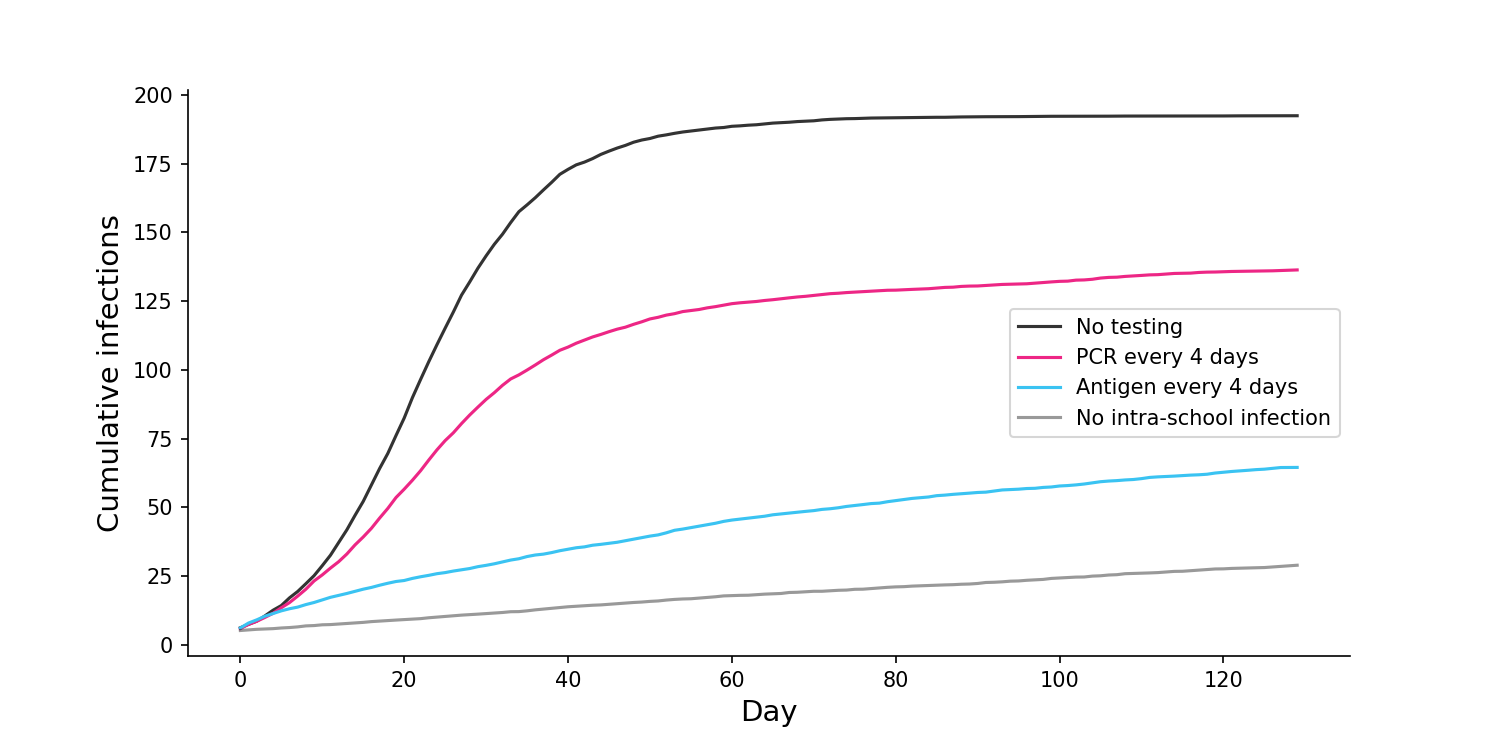 200
175
150
125
100
75
50
25
0
Cumulative infections
No testing
PCR every 4 days
Antigen every 4 days
No intra-school infection
0 20 40 60 80 100 120
Day